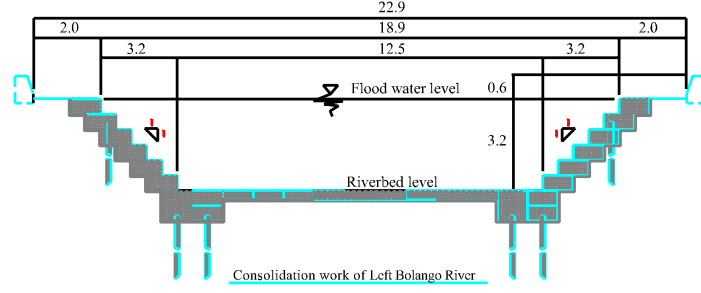 22.9
2.0 18.9 2.0
3.2 12.5 3.2
Flood water level 0.6
3.2
Riverbed level
Consolidation work of Left Bolango River